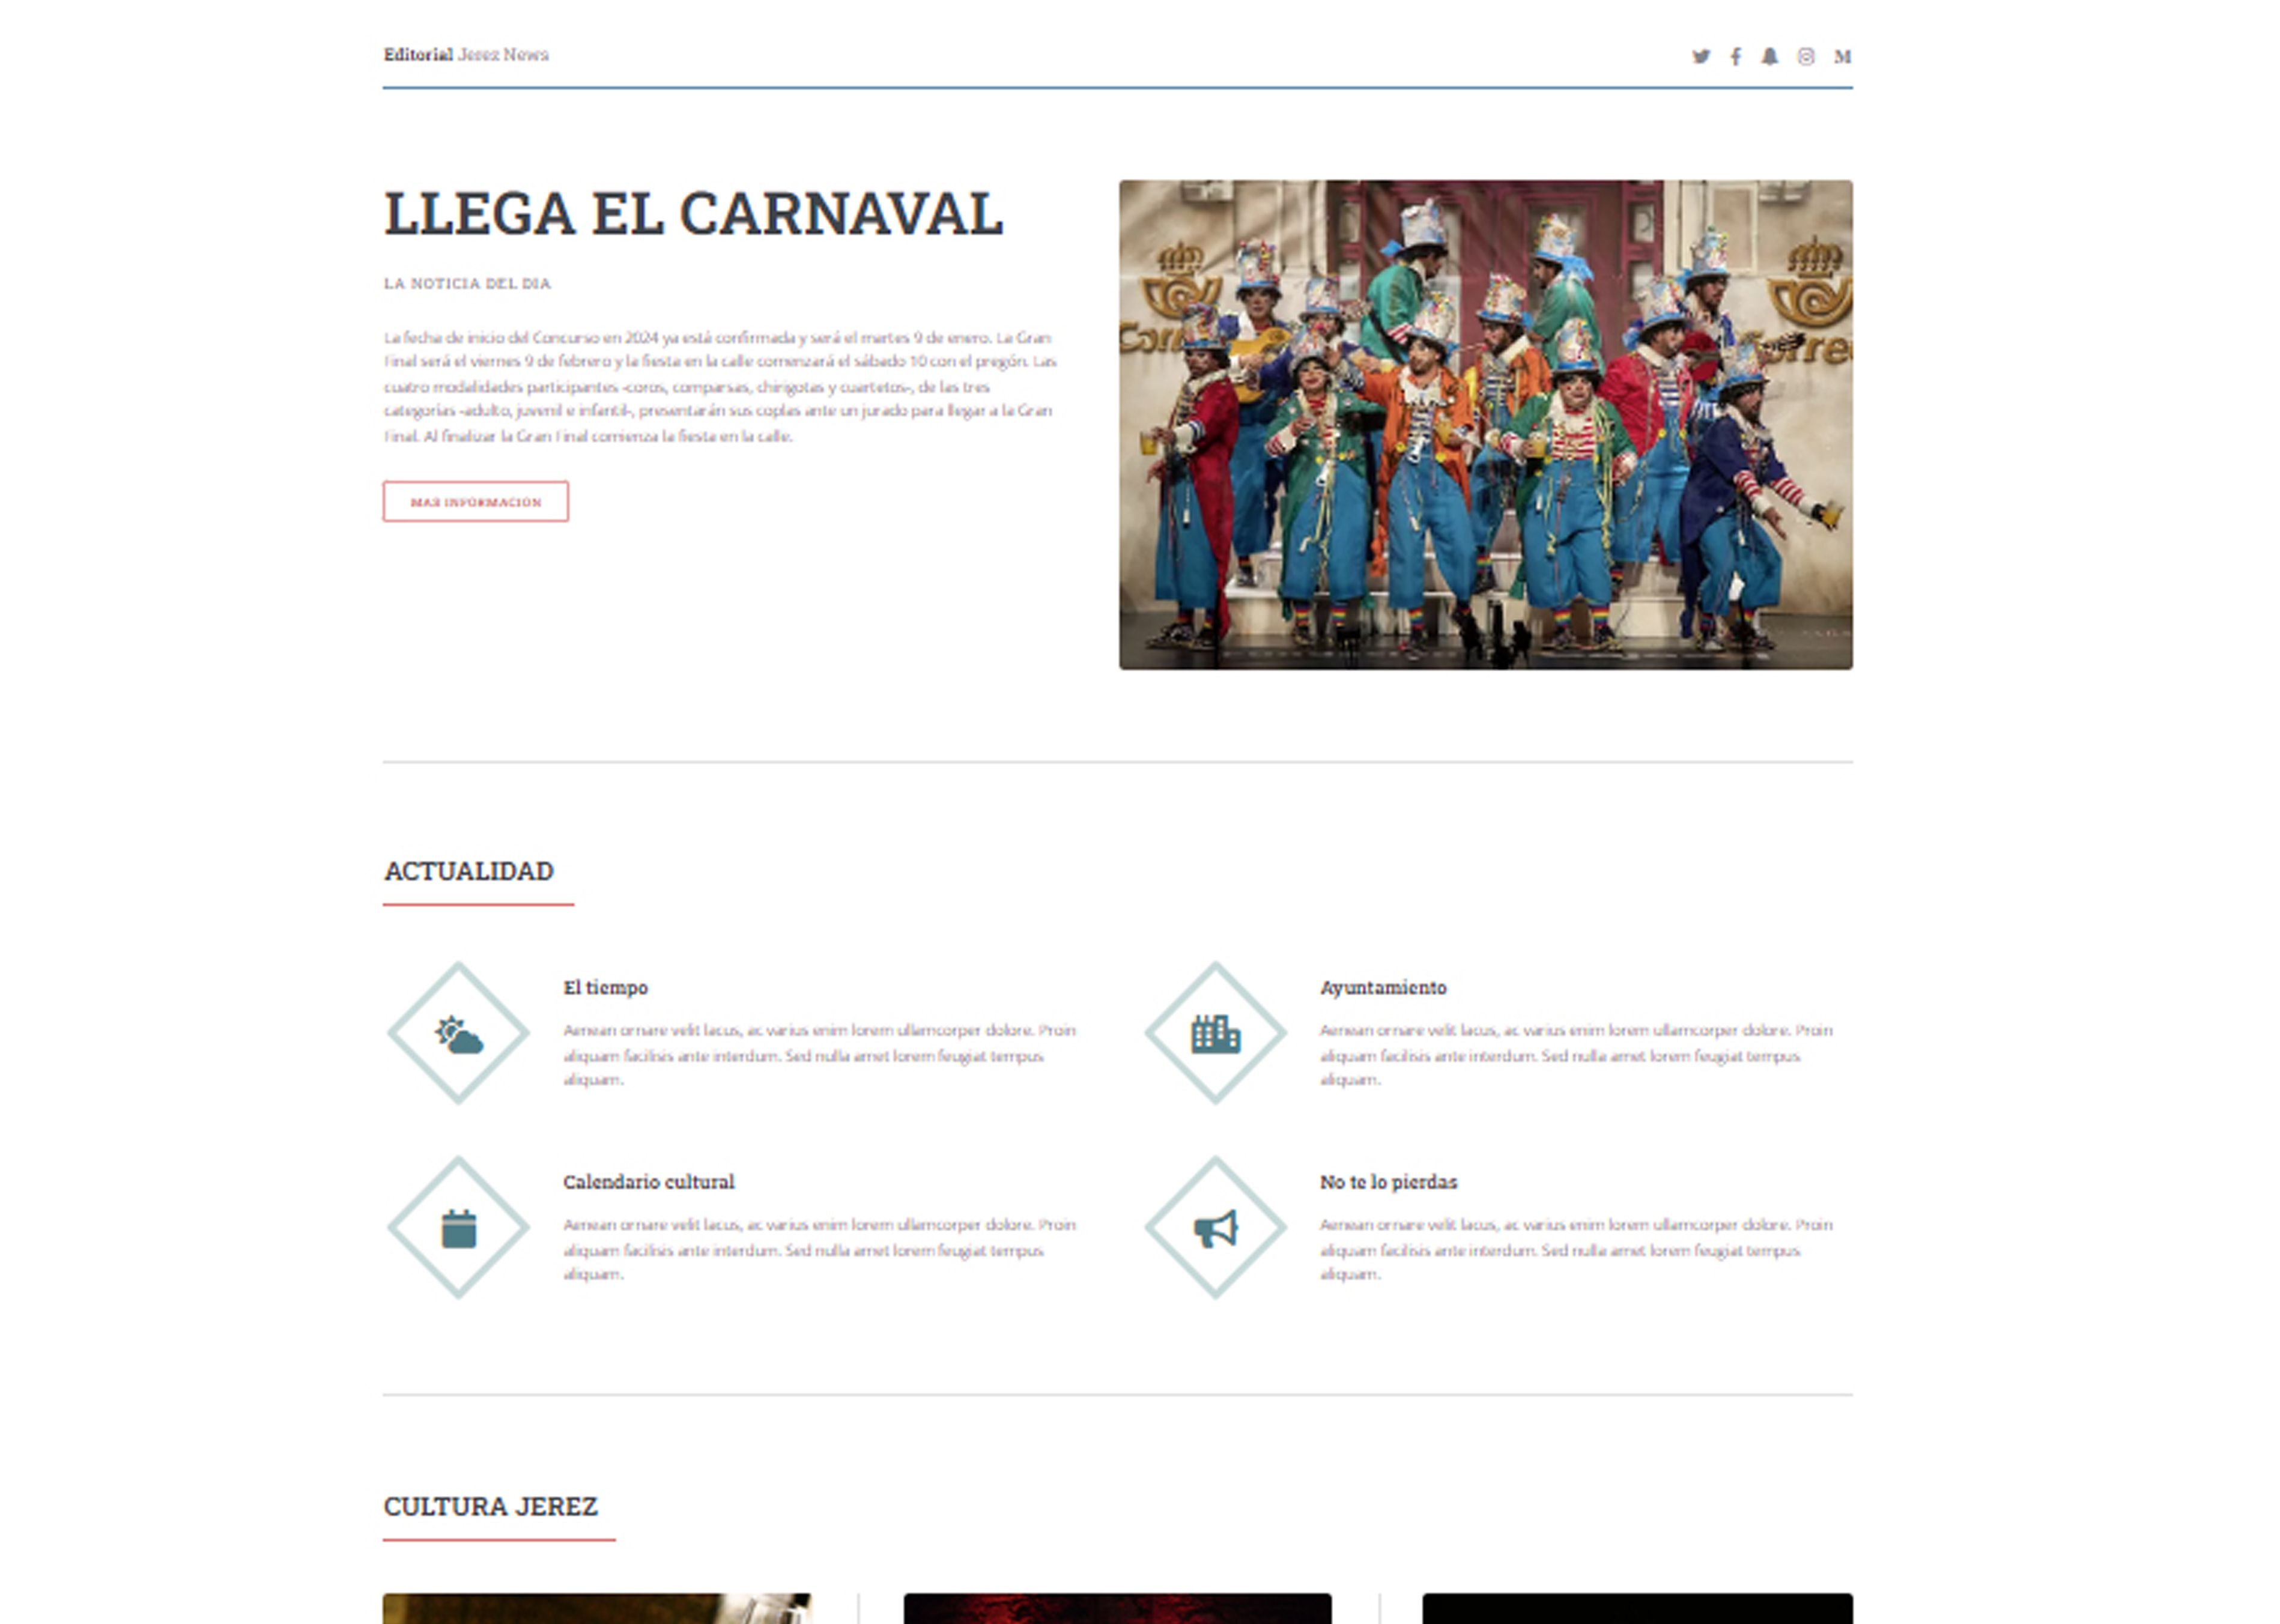 Editorial Jerez News
LLEGA EL CARNAVAL
LA NOTICIA DEL DIA
La fecha de inicio del Concurso en 2024 ya está confirmada y será el martes 9 de enero. La Gran
Final será el viernes 9 de febrero y la fiesta en la calle comenzará el sábado 10 con el pregón. Las
cuatro modalidades participantes -coros, comparsas, chirigotas y cuartetos-, de las tres
categorías -adulto, juvenil e infantil-, presentarán sus coplas ante un jurado para llegar a la Gran
Final. Al finalizar la Gran Final comienza la fiesta en la calle.
MAS INFORMACION
ACTUALIDAD
El tiempo
Aenean ornare velit lacus, ac varius enim lorem ullamcorper dolore. Proin
aliquam facilisis ante interdum. Sed nulla amet lorem feugiat tempus
aliquam.
Ayuntamiento
Aenean ornare velit lacus, ac varius enim lorem ullamcorper dolore. Proin
aliquam facilisis ante interdum. Sed nulla amet lorem feugiat tempus
aliquam.
Calendario cultural
Aenean ornare velit lacus, ac varius enim lorem ullamcorper dolore. Proin
aliquam facilisis ante interdum. Sed nulla amet lorem feugiat tempus
aliquam.
No te lo pierdas
Aenean ornare velit lacus, ac varius enim lorem ullamcorper dolore. Proin
aliquam facilisis ante interdum. Sed nulla amet lorem feugiat tempus
aliquam.
CULTURA JEREZ